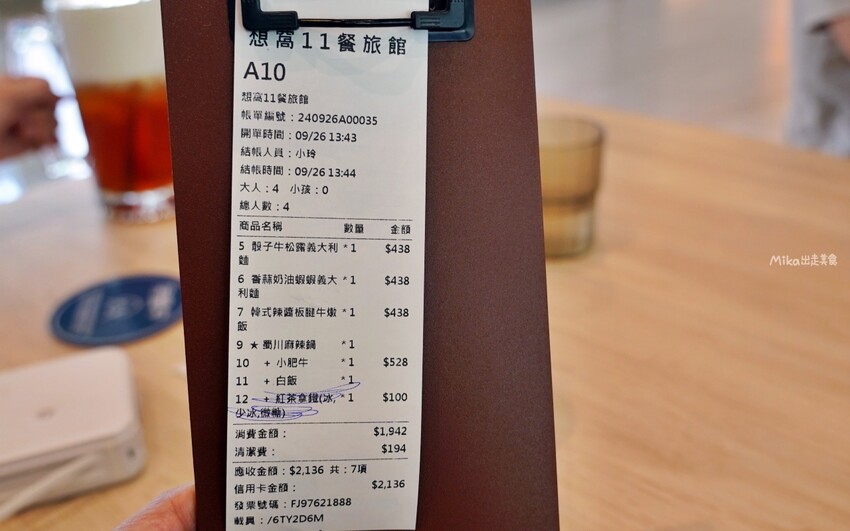 想窩11餐旅館
A10
想窩11餐旅館
帳單編號：240926A00035
開單時間：09/26 13:43
結帳人員：小玲
結帳時間：09/26 13:44
大人：4 小孩：0
總人數：4
商品名稱 數量 金額
5 骰子牛松露義大利 *1 $438
麵
6 香蒜奶油蝦蝦義大 *1 $438
利麵
7 韓式辣醬板腱牛燉 *1 $438
飯
9 ★ 蜀川麻辣鍋 *1
10 + 小肥牛 *1 $528
11 + 白飯 *1
12 + 紅茶拿鐵(冰, *1 $100
少冰,微糖)
消費金額： $1,942
清潔費： $194
應收金額：$2,136 共：7項
信用卡金額： $2,136
發票號碼：FJ97621888
載具：/6TY2D6M
Mika出走美食